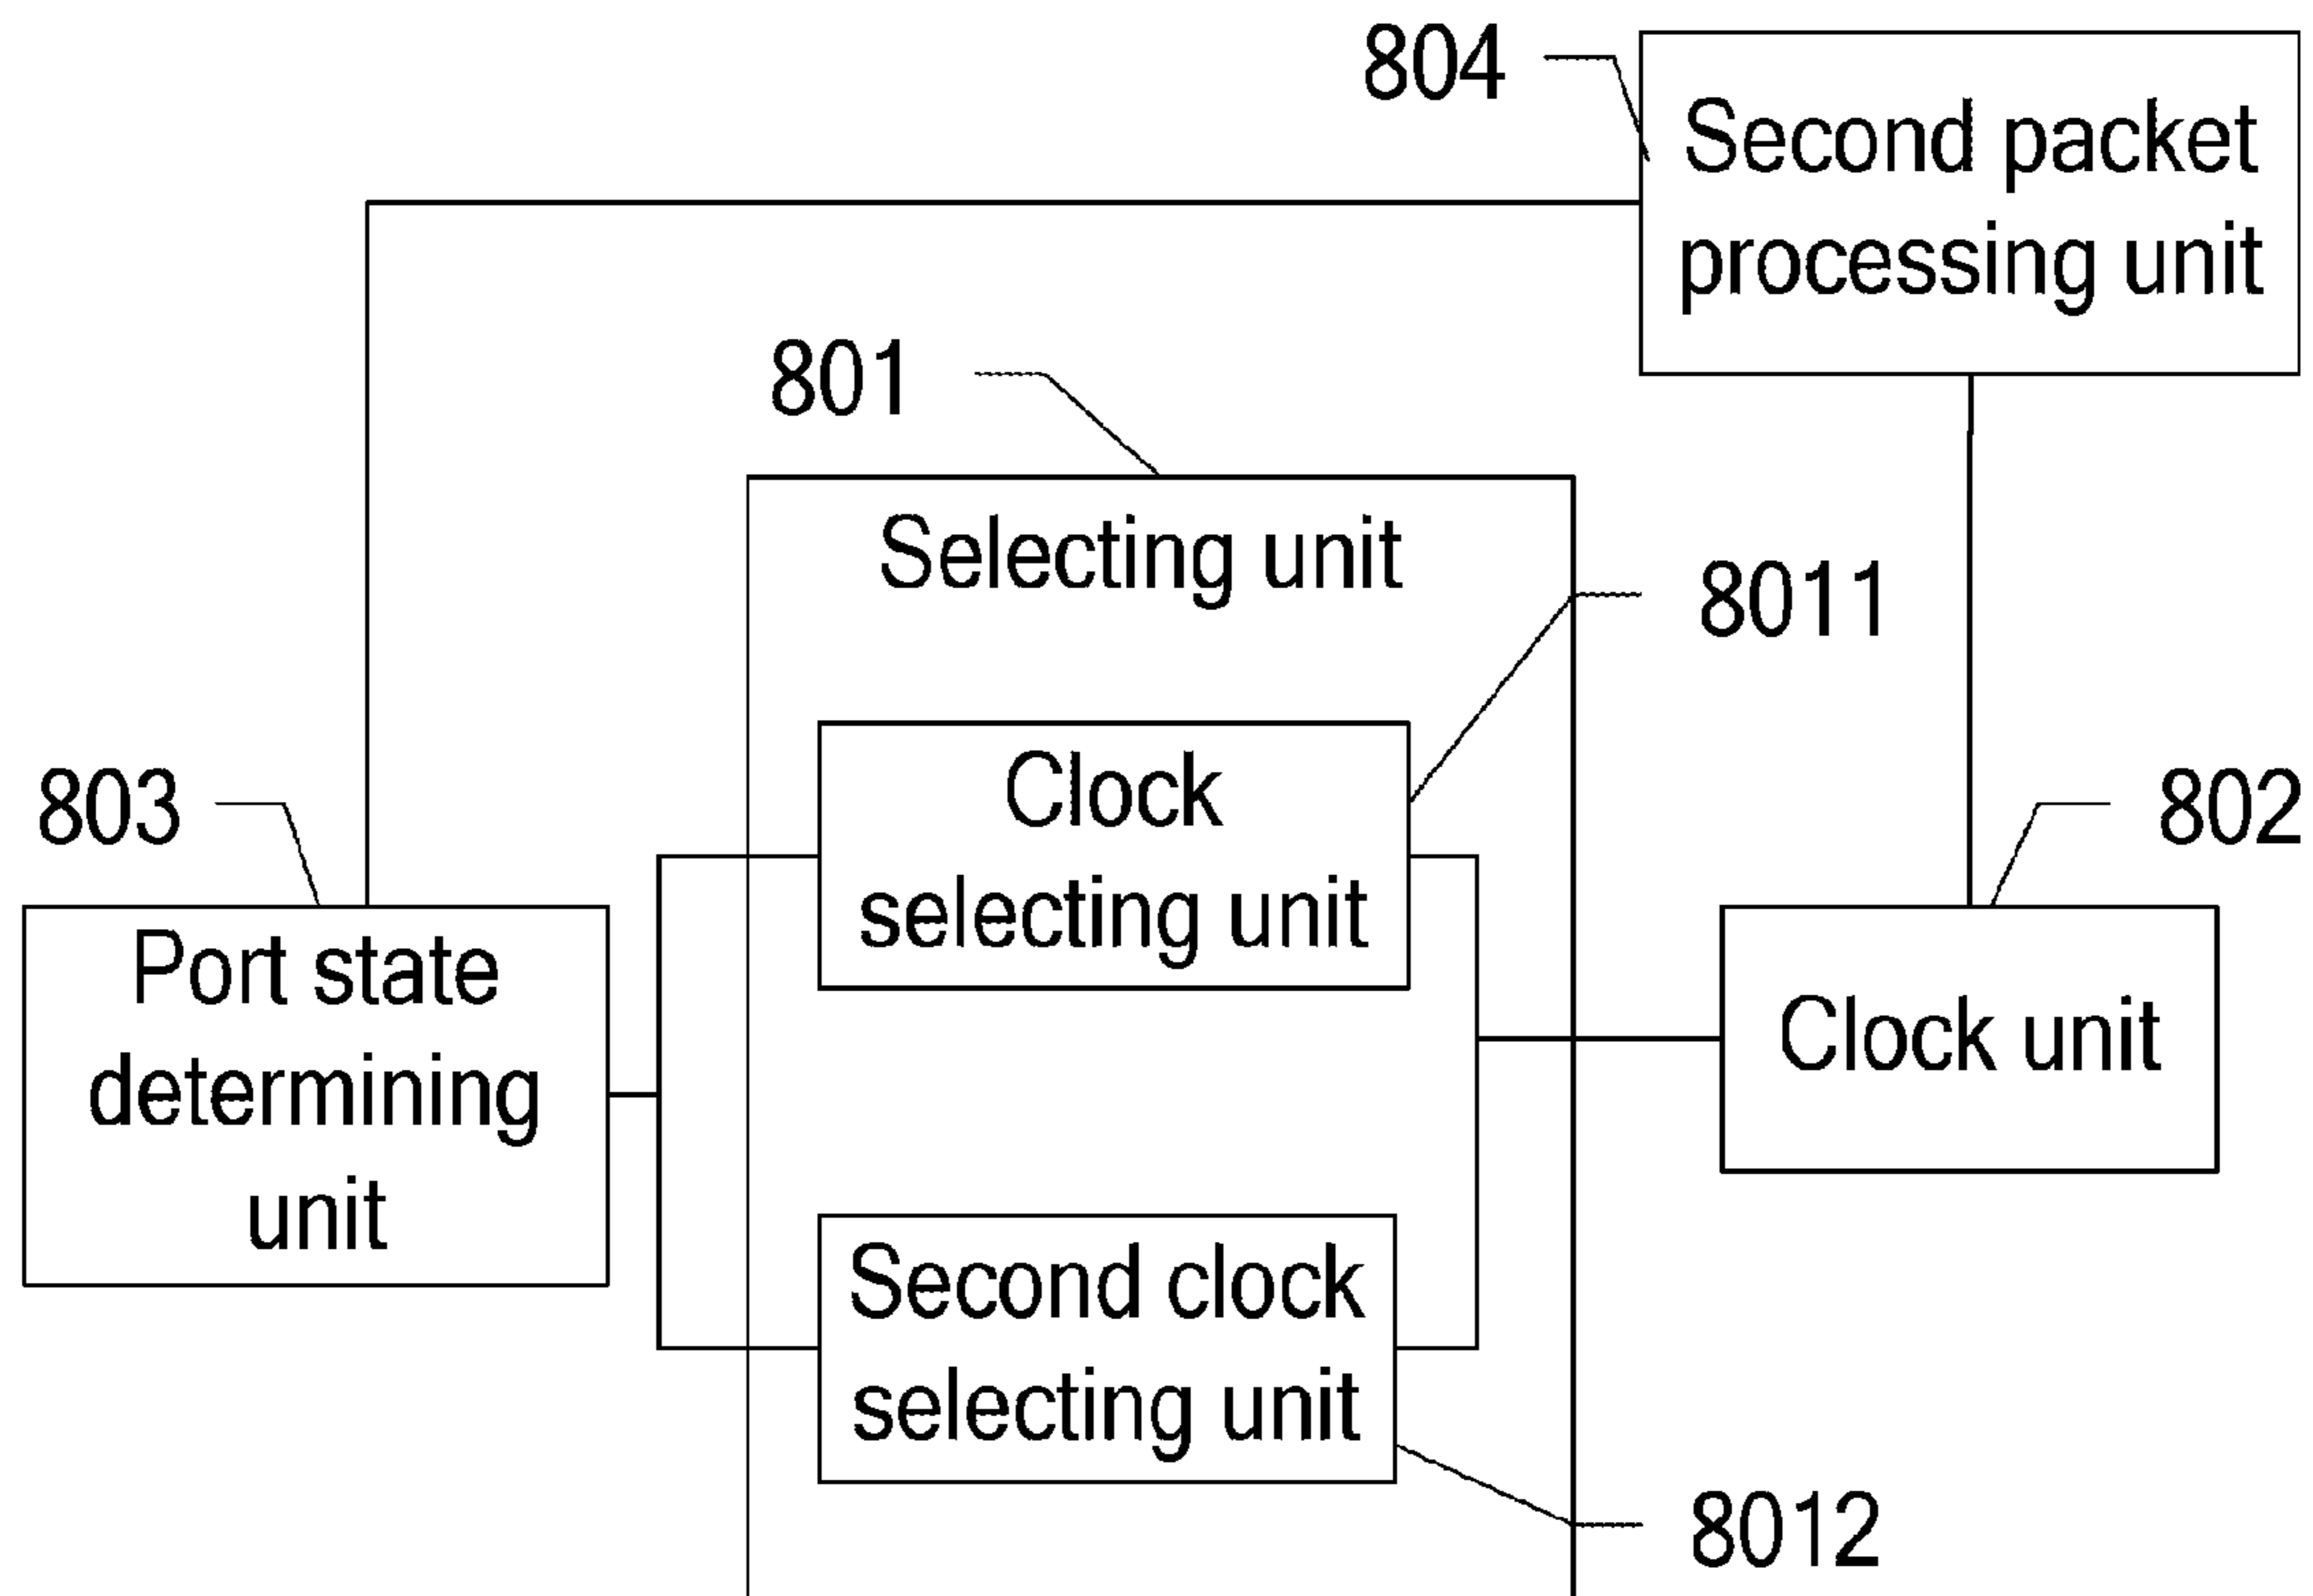 804
Second packet
processing unit
801
Selecting unit
8011
Clock
selecting unit
803
802
Port state
determining
unit
Clock unit
Second clock
selecting unit
8012